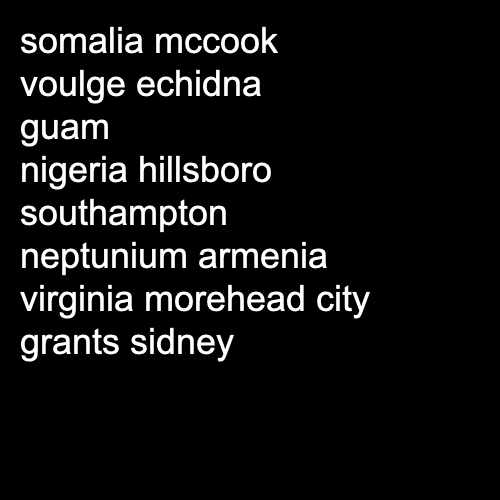 somalia mccook
voulge echidna
guam
nigeria hillsboro
southampton
neptunium armenia
virginia morehead city
grants sidney